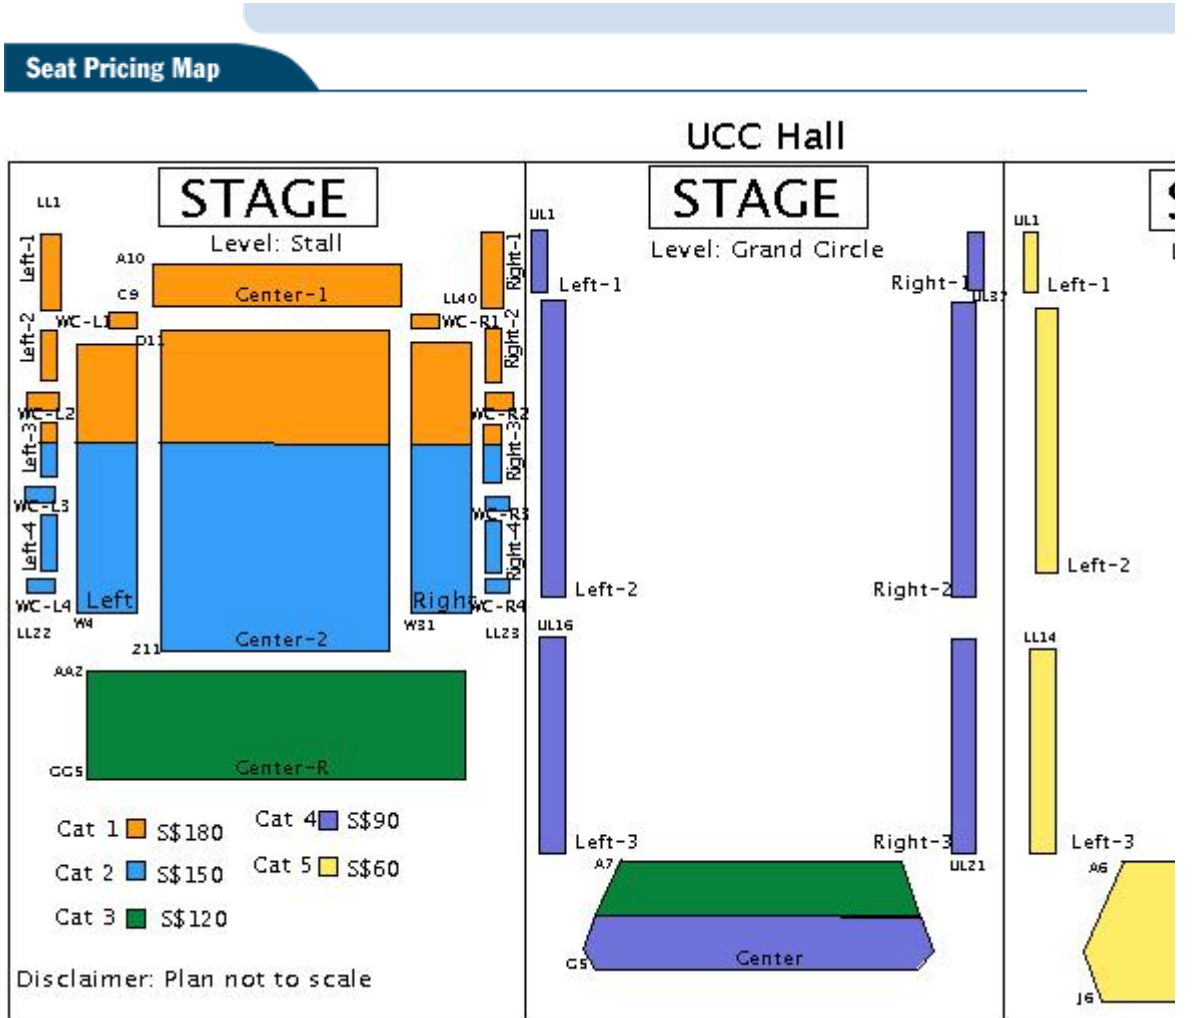 Seat Pricing Map
UCC Hall
STAGE
Level: Stall
LL1
Left-1
A10
Center-1
Right-1
C9
LL40
WC-L1
WC-R1
Left-2
D11
Right-2
WC-L2
WC-R2
Left-3
Right-3
WC-L3
WC-R3
Left-4
Right-4
WC-L4
Left
Right
WC-R4
W4
W31
LL22
LL23
Z11
Center-2
AA2
GG5
Center-R
Cat 1 S$180
Cat 4 S$90
Cat 2 S$150
Cat 5 S$60
Cat 3 S$120
Disclaimer: Plan not to scale
STAGE
Level: Grand Circle
UL1
Left-1
Right-1
UL37
Left-2
Right-2
UL16
Left-3
Right-3
A7
UL21
G5
Center
UL1
Left-1
Left-2
LL14
Left-3
A6
J6